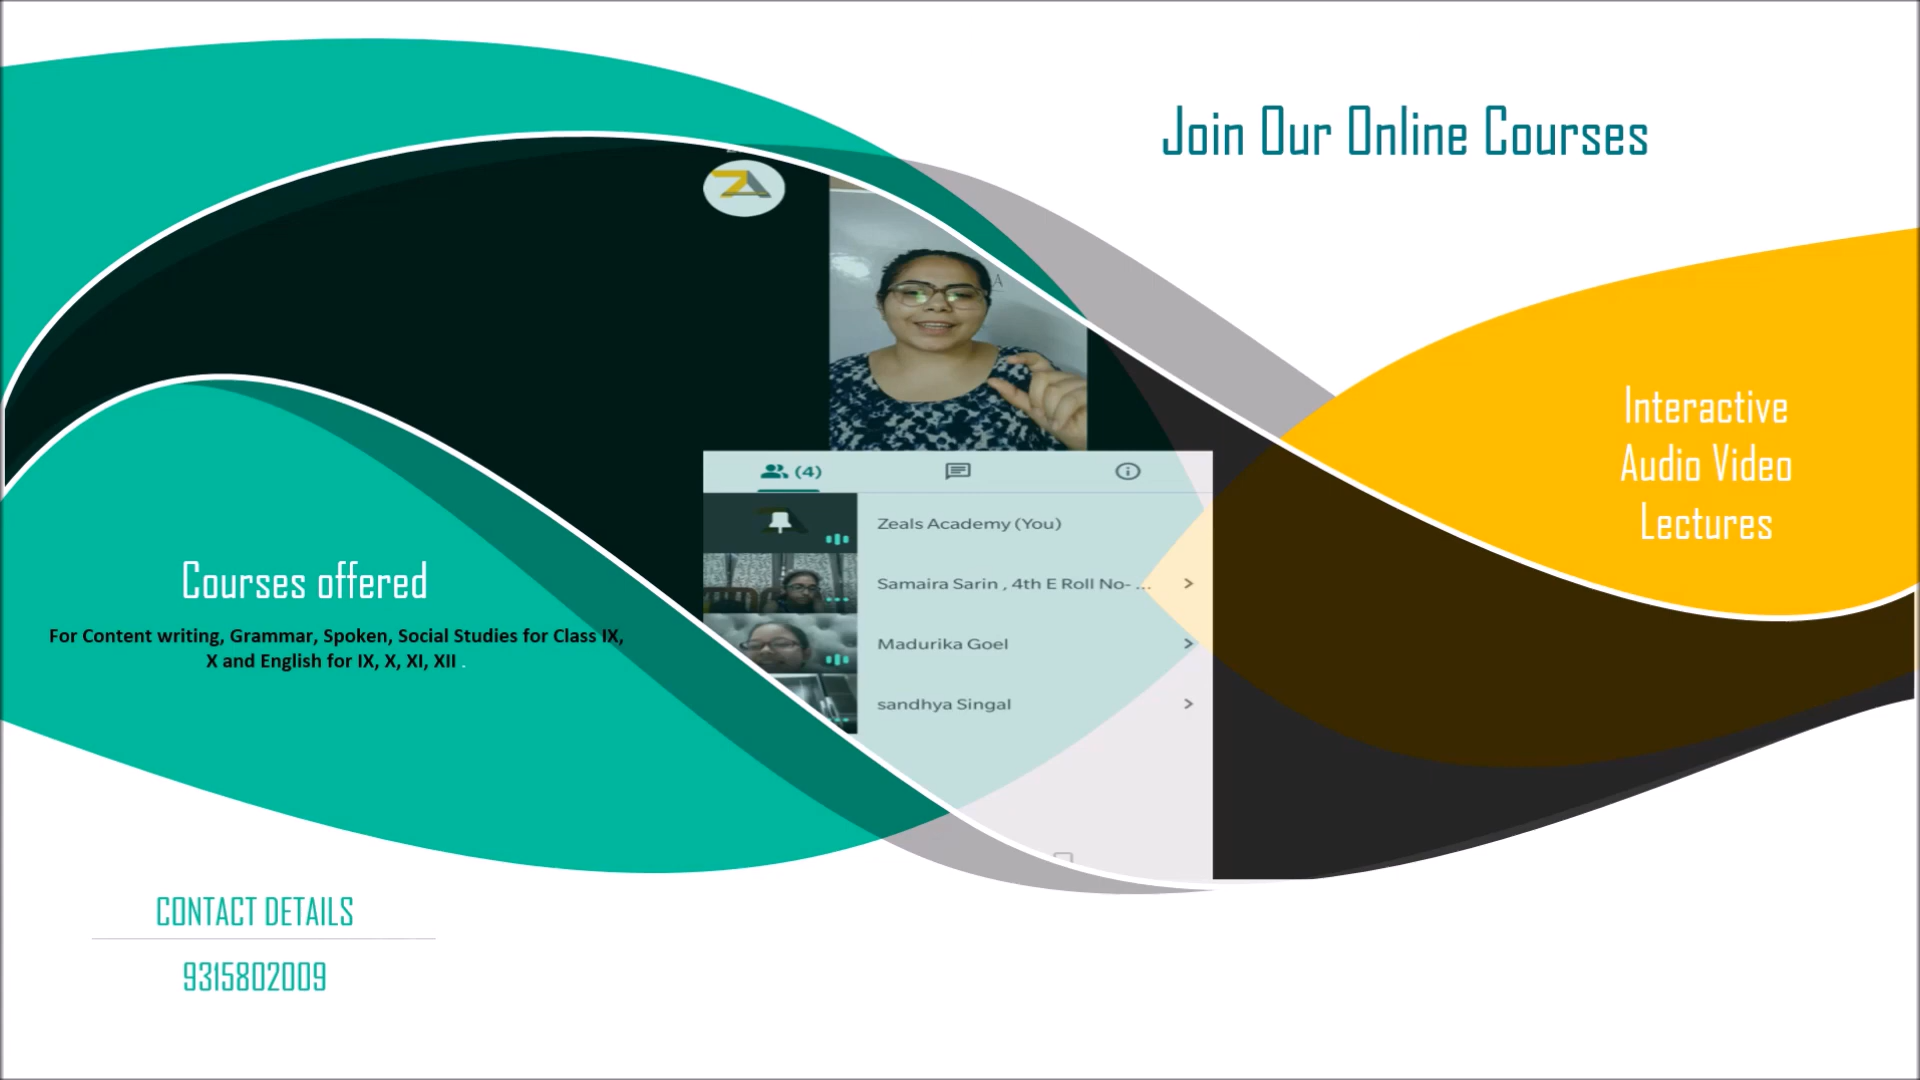 Join Our Online Courses
ZA
A
Interactive
Audio Video
Lectures
(4)
Zeals Academy (You)
Samaira Sarin , 4th E Roll No- ...
Madurika Goel
sandhya Singal
Courses offered
For Content writing, Grammar, Spoken, Social Studies for Class IX,
X and English for IX, X, XI, XII .
CONTACT DETAILS
9315802009